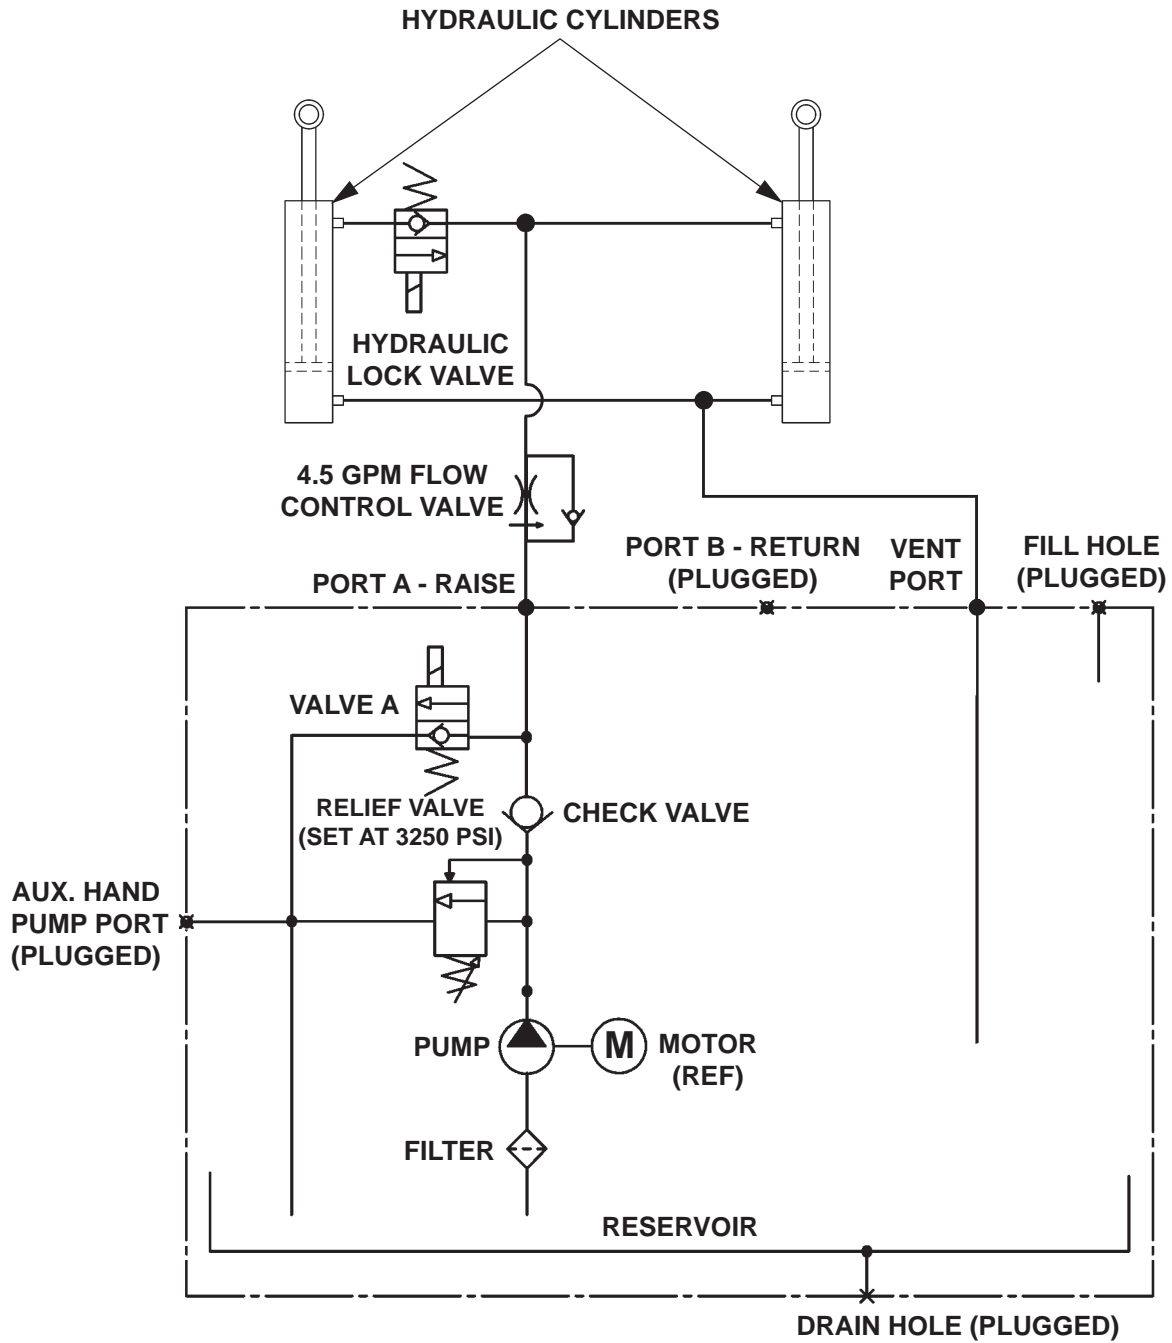 HYDRAULIC CYLINDERS
HYDRAULIC
LOCK VALVE
4.5 GPM FLOW
CONTROL VALVE
PORT B - RETURN
(PLUGGED)
VENT
PORT
FILL HOLE
(PLUGGED)
PORT A - RAISE
VALVE A
RELIEF VALVE
(SET AT 3250 PSI)
CHECK VALVE
AUX. HAND
PUMP PORT
(PLUGGED)
PUMP
M
MOTOR
(REF)
FILTER
RESERVOIR
DRAIN HOLE (PLUGGED)